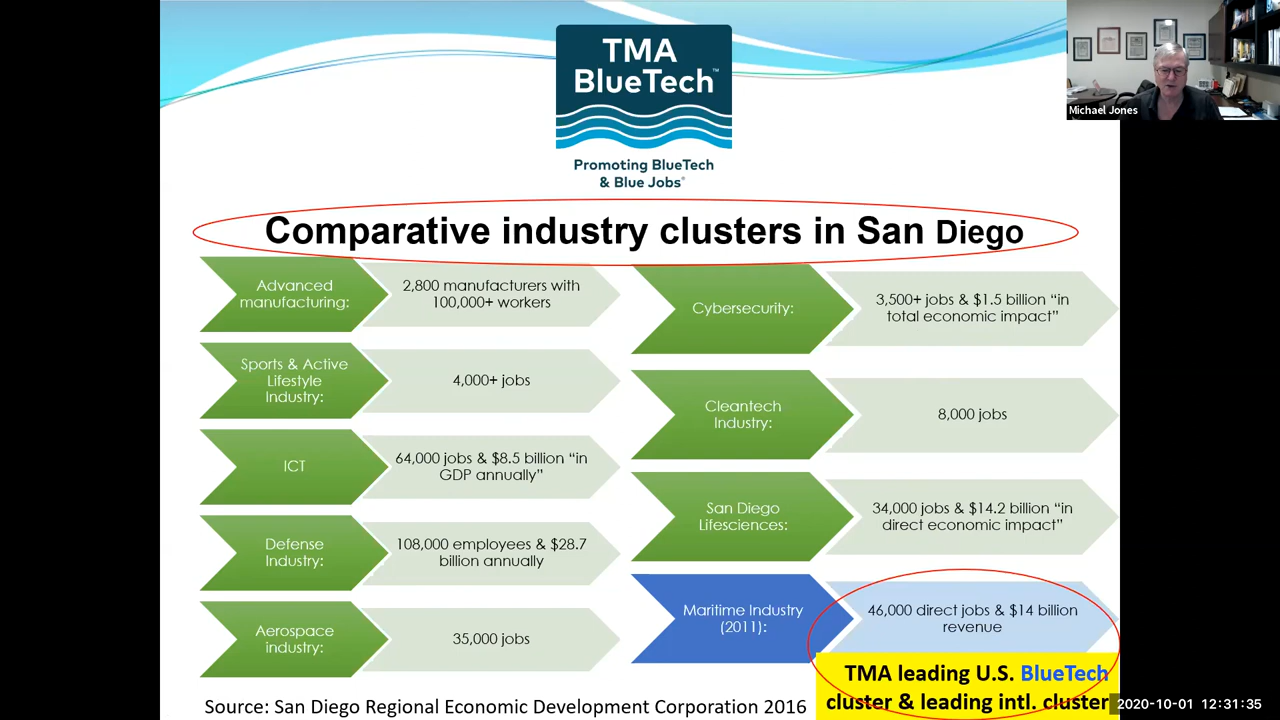 TMA
BlueTech™
Promoting BlueTech
& Blue Jobs®
Michael Jones
Comparative industry clusters in San Diego
Advanced
manufacturing:
2,800 manufacturers with
100,000+ workers
Sports & Active
Lifestyle
Industry:
4,000+ jobs
ICT
64,000 jobs & $8.5 billion “in
GDP annually”
Defense
Industry:
108,000 employees & $28.7
billion annually
Aerospace
industry:
35,000 jobs
Cybersecurity:
3,500+ jobs & $1.5 billion “in
total economic impact”
Cleantech
Industry:
8,000 jobs
San Diego
Lifesciences:
34,000 jobs & $14.2 billion “in
direct economic impact”
Maritime Industry
(2011):
46,000 direct jobs & $14 billion
revenue
TMA leading U.S. BlueTech
cluster & leading intl. cluster
Source: San Diego Regional Economic Development Corporation 2016
2020-10-01 12:31:35